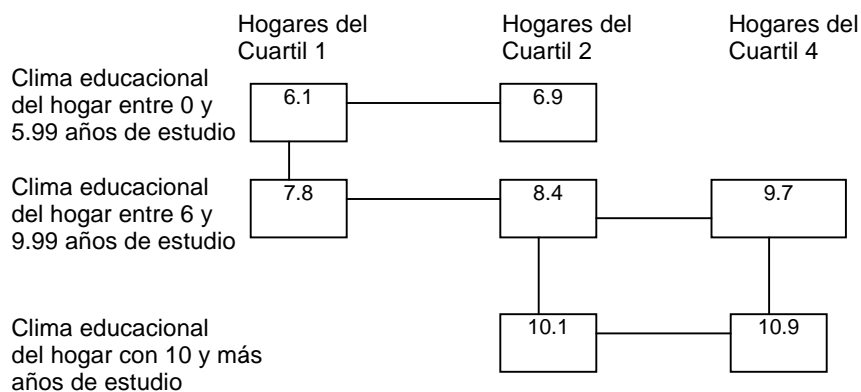 Hogares del
Cuartil 1
Hogares del
Cuartil 2
Hogares del
Cuartil 4
Clima educacional
del hogar entre 0 y
5.99 años de estudio
6.1
6.9
Clima educacional
del hogar entre 6 y
9.99 años de estudio
7.8
8.4
9.7
Clima educacional
del hogar con 10 y más
años de estudio
10.1
10.9